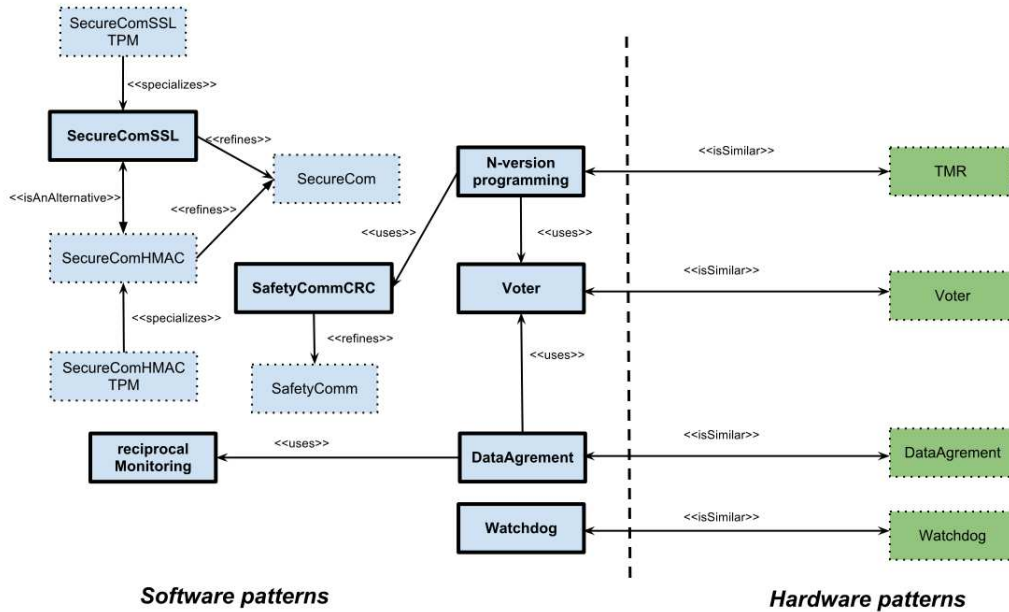 SecureComSSL
TPM
<<specializes>>
SecureComSSL
<<refines>>
N-version
programming
<<isSimilar>>
TMR
SecureCom
<<isAnAlternative>>
<<refines>>
<<uses>>
<<uses>>
SecureComHMAC
<<isSimilar>>
SafetyCommCRC
Voter
Voter
<<specializes>>
<<refines>>
<<uses>>
SecureComHMAC
TPM
SafetyComm
reciprocal
Monitoring
<<uses>>
DataAgrement
<<isSimilar>>
DataAgrement
Watchdog
<<isSimilar>>
Watchdog
Software patterns
Hardware patterns